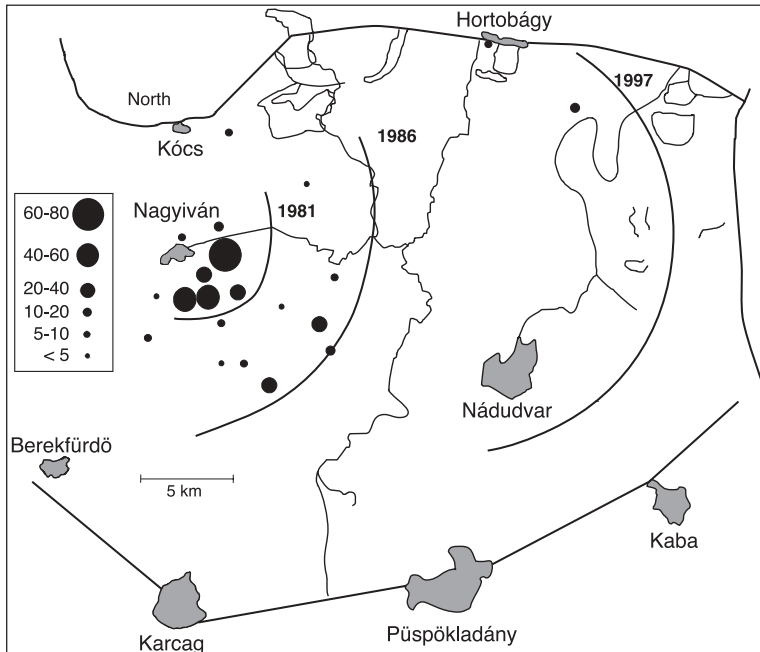 Hortobágy
1997
North
Kócs
1986
60-80
40-60
20-40
10-20
5-10
< 5
Nagyiván
1981
Nádudvar
Berekfürdö
5 km
Kaba
Karcag
Püspökladány